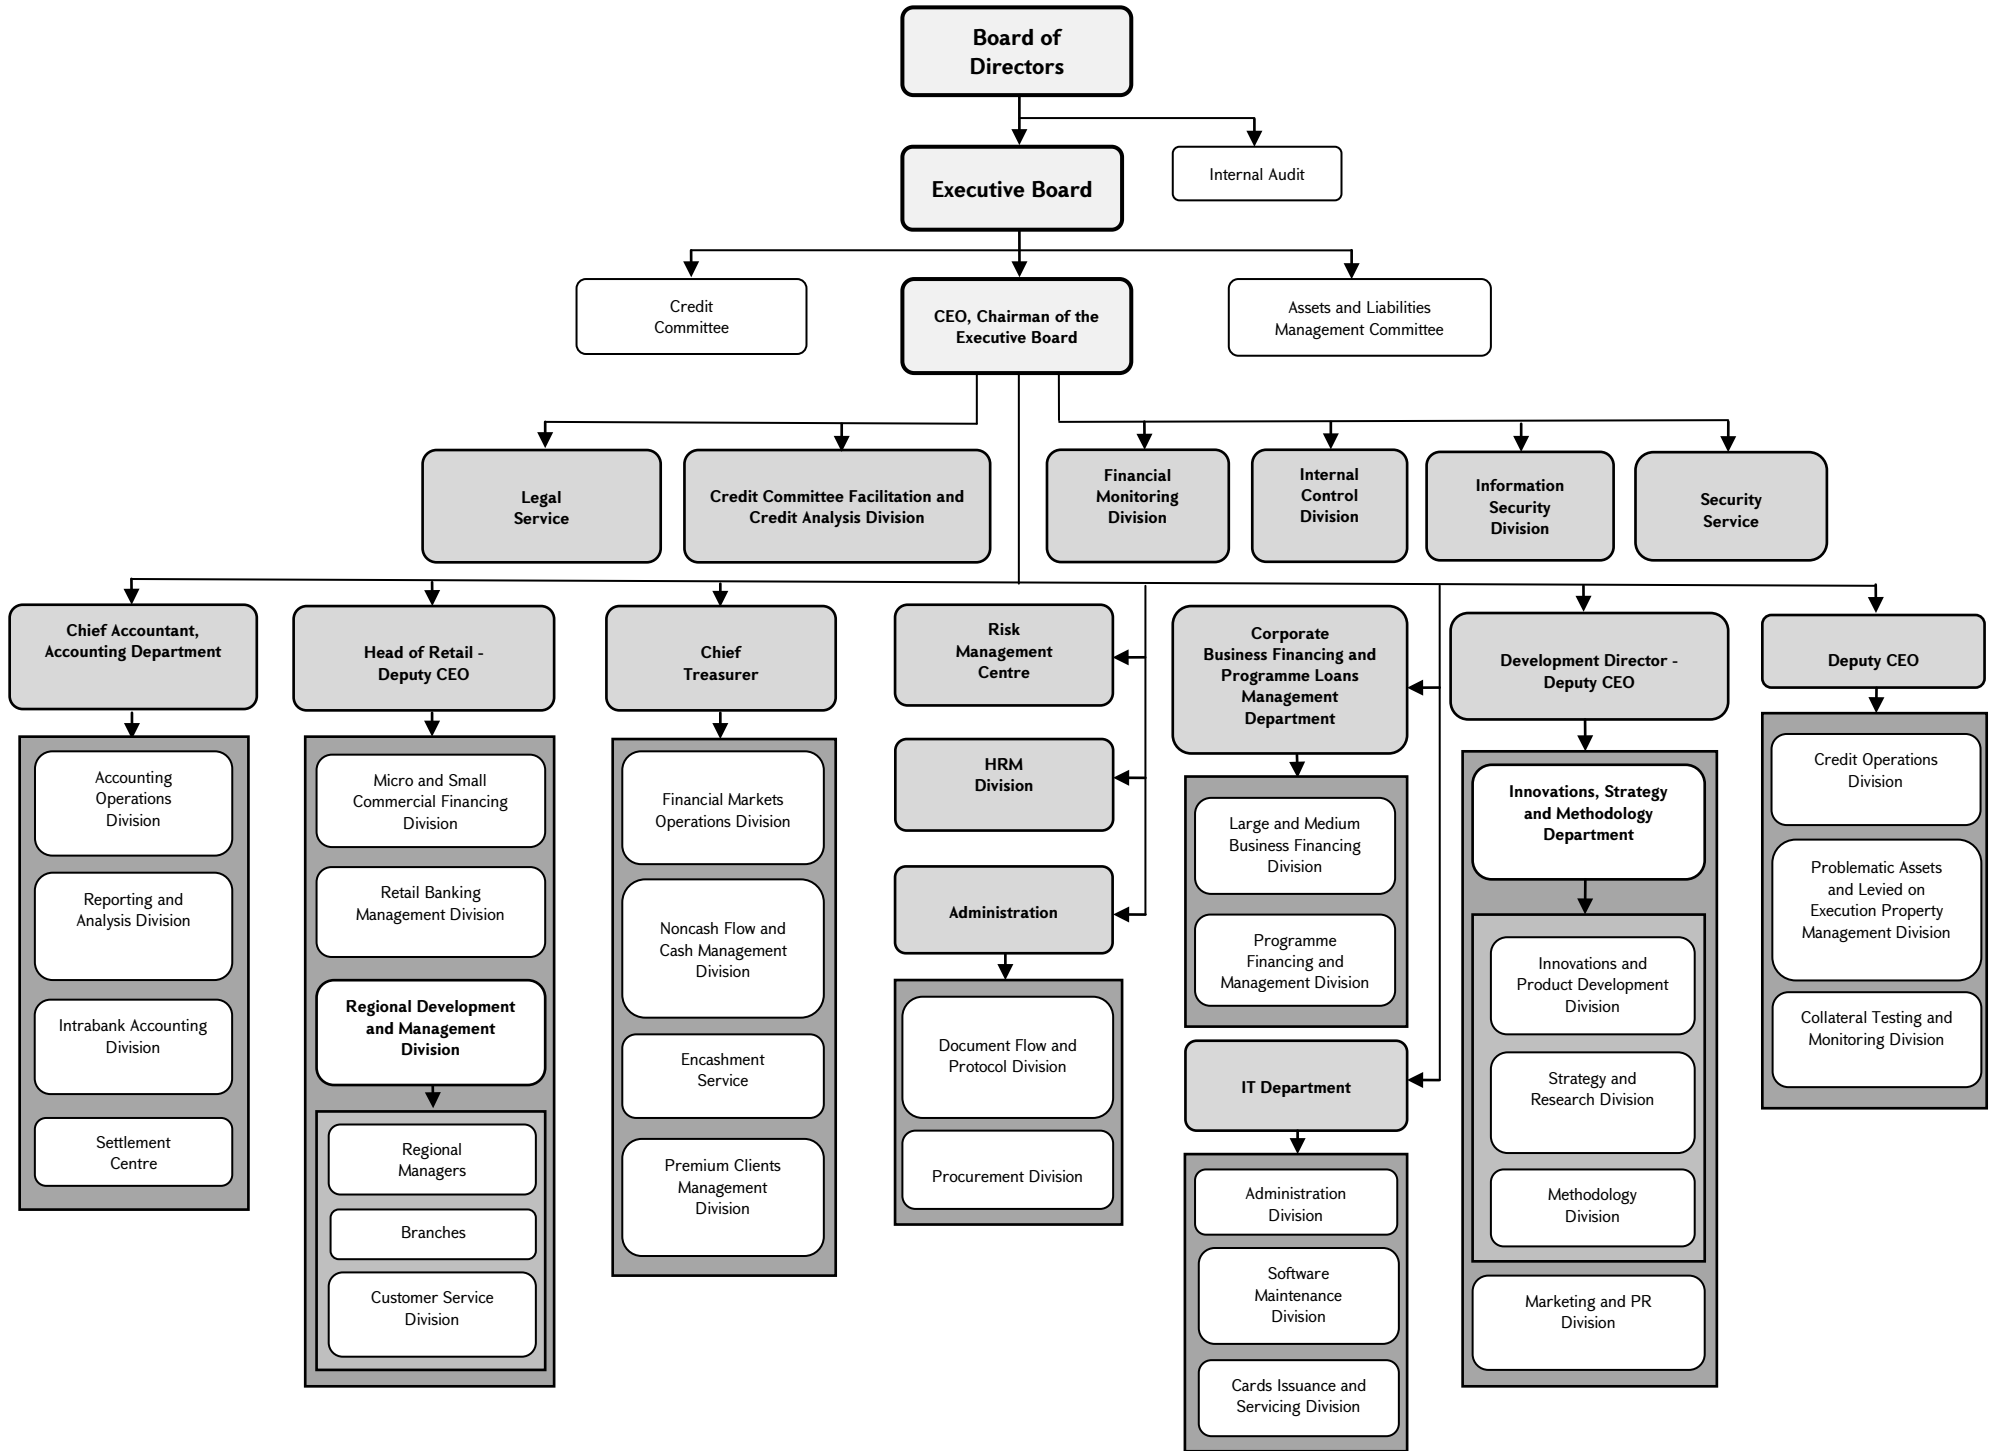 Board of
Directors
Executive Board
Internal Audit
Credit
Committee
CEO, Chairman of the
Executive Board
Assets and Liabilities
Management Committee
Legal
Service
Credit Committee Facilitation and
Credit Analysis Division
Financial
Monitoring
Division
Internal
Control
Division
Information
Security
Division
Security
Service
Chief Accountant,
Accounting Department
Accounting
Operations
Division
Reporting and
Analysis Division
Intrabank Accounting
Division
Settlement
Centre
Head of Retail -
Deputy CEO
Micro and Small
Commercial Financing
Division
Retail Banking
Management Division
Regional Development
and Management
Division
Regional
Managers
Branches
Customer Service
Division
Chief
Treasurer
Financial Markets
Operations Division
Noncash Flow and
Cash Management
Division
Encashment
Service
Premium Clients
Management
Division
Risk
Management
Centre
HRM
Division
Administration
Document Flow and
Protocol Division
Procurement Division
Corporate
Business Financing and
Programme Loans
Management
Department
Large and Medium
Business Financing
Division
Programme
Financing and
Management Division
IT Department
Administration
Division
Software
Maintenance
Division
Cards Issuance and
Servicing Division
Development Director -
Deputy CEO
Innovations, Strategy
and Methodology
Department
Innovations and
Product Development
Division
Strategy and
Research Division
Methodology
Division
Marketing and PR
Division
Deputy CEO
Credit Operations
Division
Problematic Assets
and Levied on
Execution Property
Management Division
Collateral Testing and
Monitoring Division